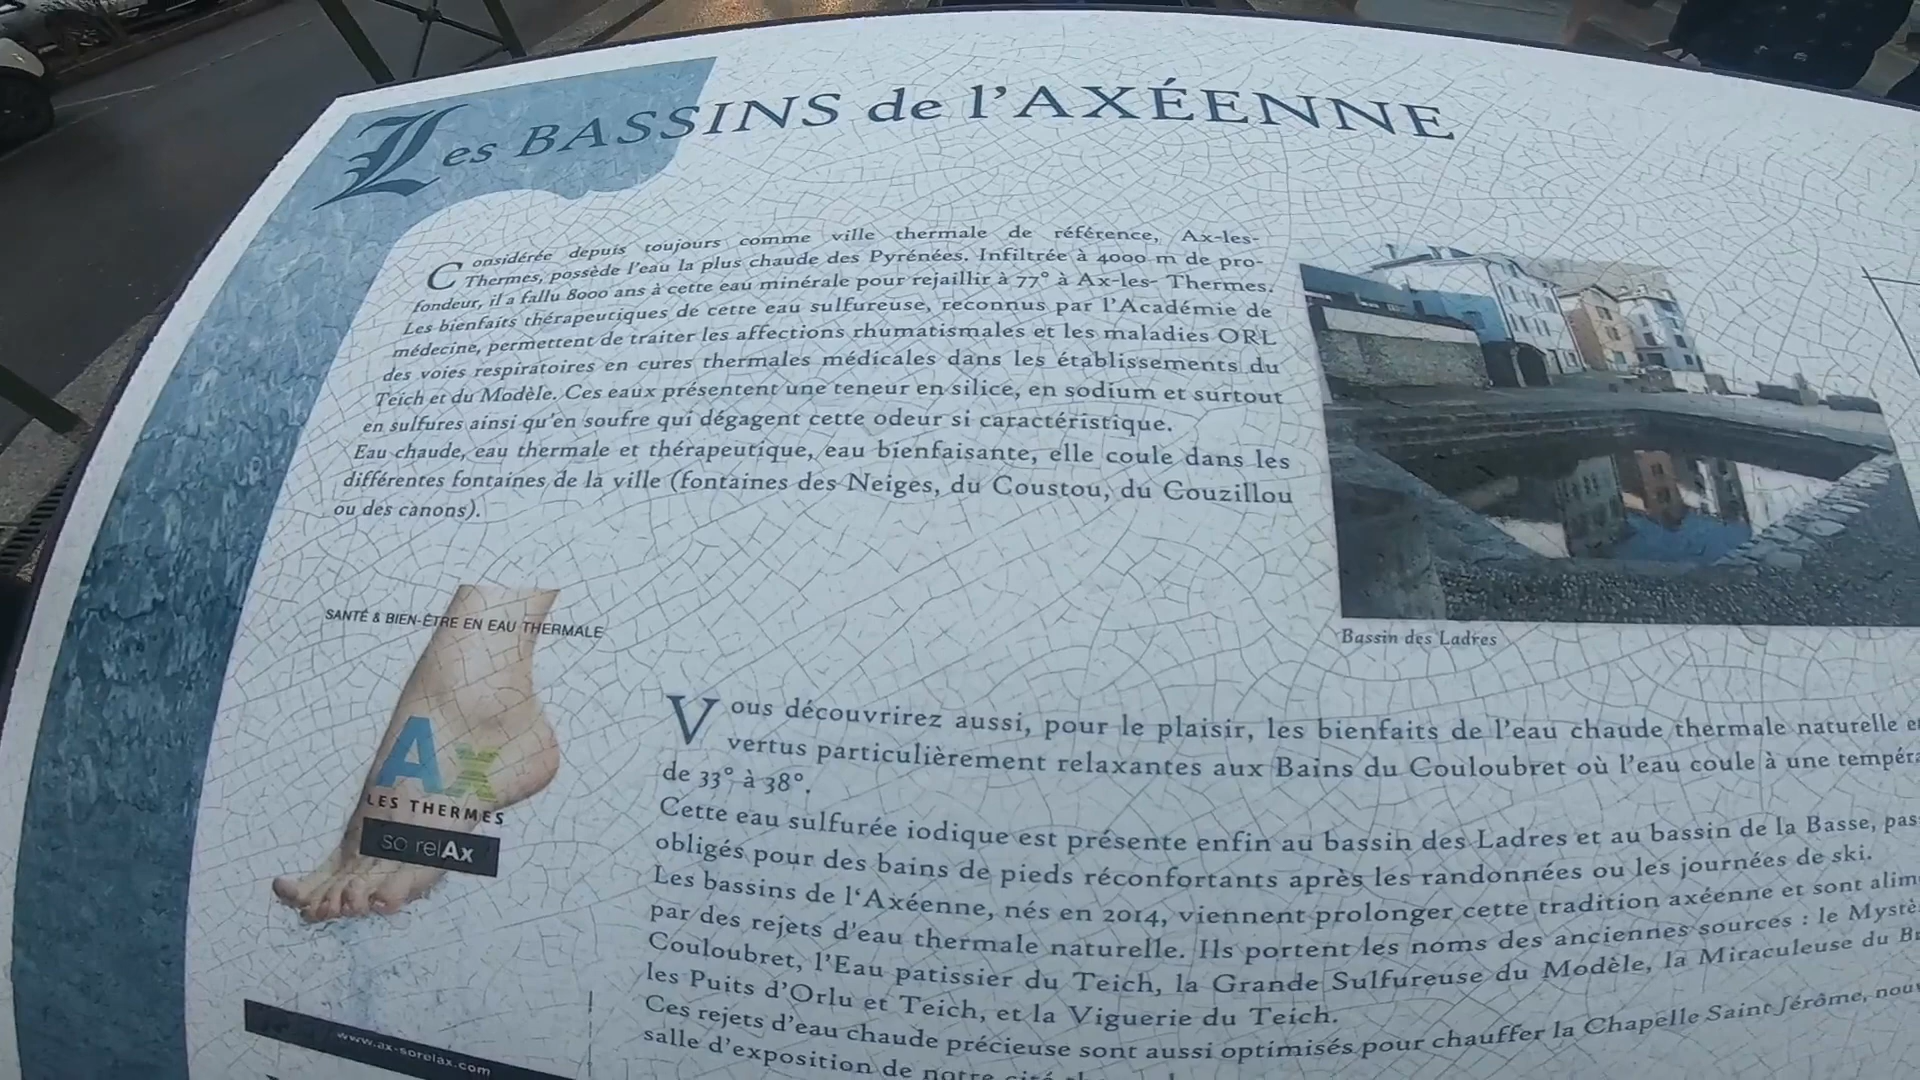 Les BASSINS de l'AXÉENNE
Considérée depuis toujours comme ville thermale de référence, Ax-les-
Thermes, possède l'eau la plus chaude des Pyrénées. Infiltrée à 4000 m de pro-
fondeur, il a fallu 8000 ans à cette eau minérale pour rejaillir à 77° à Ax-les- Thermes.
Les bienfaits thérapeutiques de cette eau sulfureuse, reconnus par l'Académie de
médecine, permettent de traiter les affections rhumatismales et les maladies ORL
des voies respiratoires en cures thermales médicales dans les établissements du
Teich et du Modèle. Ces eaux présentent une teneur en silice, en sodium et surtout
en sulfures ainsi qu'en soufre qui dégagent cette odeur si caractéristique.
Eau chaude, eau thermale et thérapeutique, eau bienfaisante, elle coule dans les
différentes fontaines de la ville (fontaines des Neiges, du Coustou, du Couzillou
ou des canons).
Bassin des Ladres
SANTÉ & BIEN-ÊTRE EN EAU THERMALE
Ax
LES THERMES
so relAx
www.ax-sorelax.com
Vous découvrirez aussi, pour le plaisir, les bienfaits de l'eau chaude thermale naturelle
vertus particulièrement relaxantes aux Bains du Couloubret où l'eau coule à une tempéra
de 33° à 38°.
Cette eau sulfurée iodique est présente enfin au bassin des Ladres et au bassin de la Basse, pas
obligés pour des bains de pieds réconfortants après les randonnées ou les journées de ski.
Les bassins de l'Axéenne, nés en 2014, viennent prolonger cette tradition axéenne et sont alim
par des rejets d'eau thermale naturelle. Ils portent les noms des anciennes sources : le Mystè
Couloubret, l'Eau patissier du Teich, la Grande Sulfureuse du Modèle, la Miraculeuse du
les Puits d'Orlu et Teich, et la Viguerie du Teich.
Ces rejets d'eau chaude précieuse sont aussi optimisés pour chauffer la Chapelle Saint Jérôme, nouv
salle d'exposition de notre cité